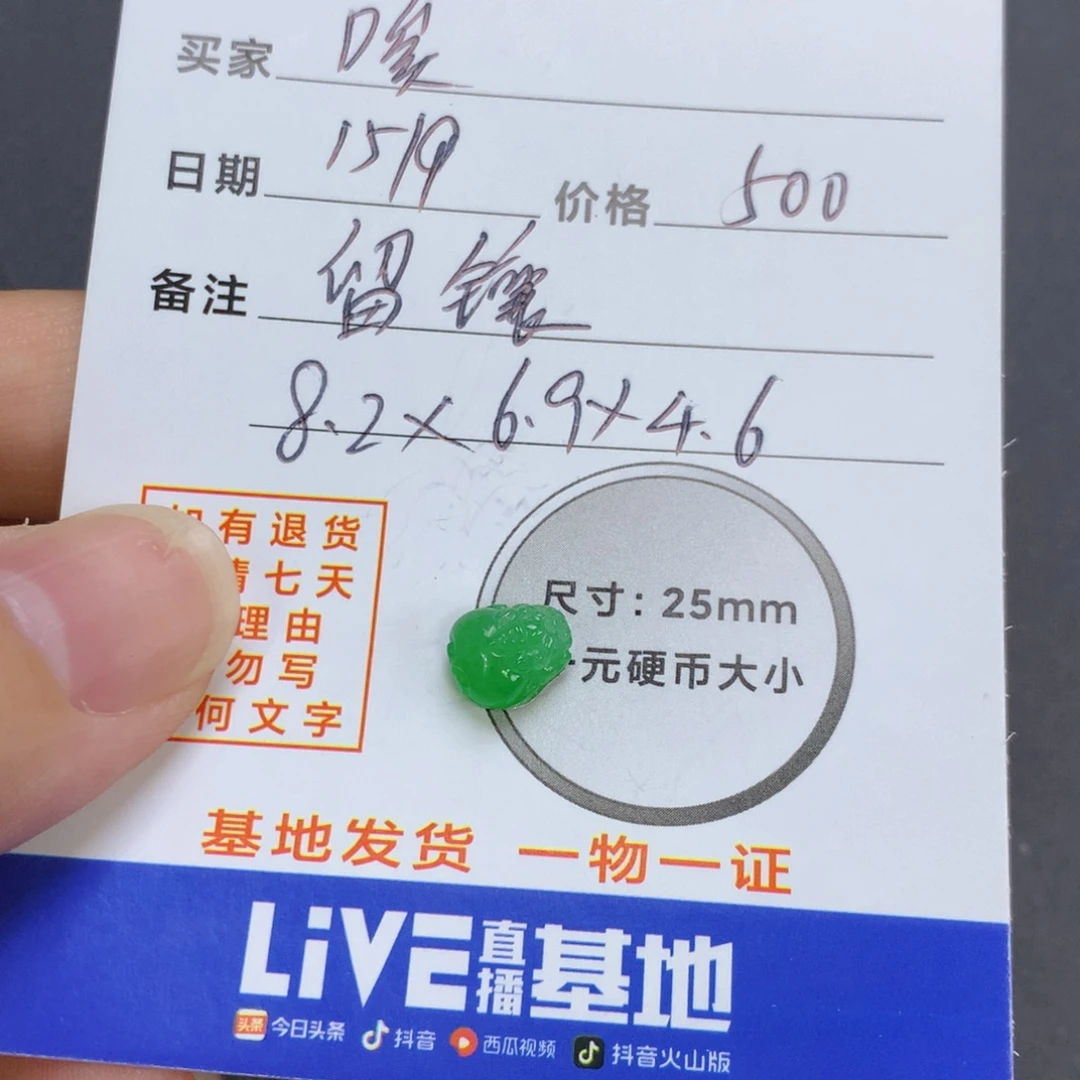 买家
日期 15/9 价格 500
备注 留镶
8.2×6.9×4.6
有退货
七天
理由
勿写
何文字
尺寸: 25mm
元硬币大小
基地发货 一物一证
LiVE直播基地
头条 今日头条 抖音 西瓜视频 抖音火山版